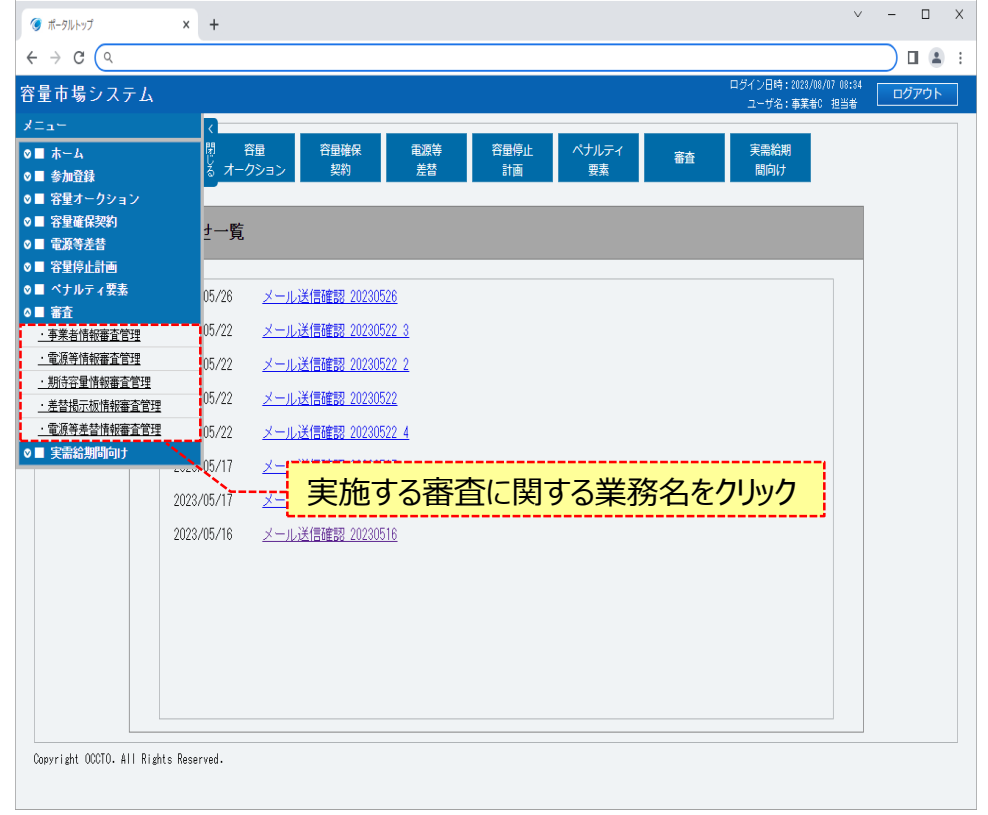 ポータルトップ
容量市場システム
ログイン日時：2023/08/07 08:34
ユーザ名：事業者C 担当者
ログアウト
メニュー
閉じる
ホーム
参加登録
容量オークション
容量確保契約
電源等差替
容量停止計画
ペナルティ要素
審査
・事業者情報審査管理
・電源等情報審査管理
・期待容量情報審査管理
・差替掲示板情報審査管理
・電源等差替情報審査管理
実需給期間向け
容量
オークション
容量確保
契約
電源等
差替
容量停止
計画
ペナルティ
要素
審査
実需給期
間向け
せ一覧
05/26 メール送信確認 20230526
05/22 メール送信確認 20230522 3
05/22 メール送信確認 20230522 2
05/22 メール送信確認 20230522
05/22 メール送信確認 20230522 4
05/17
実施する審査に関する業務名をクリック
2023/05/17
2023/05/16 メール送信確認 20230516
Copyright OCCTO. All Rights Reserved.